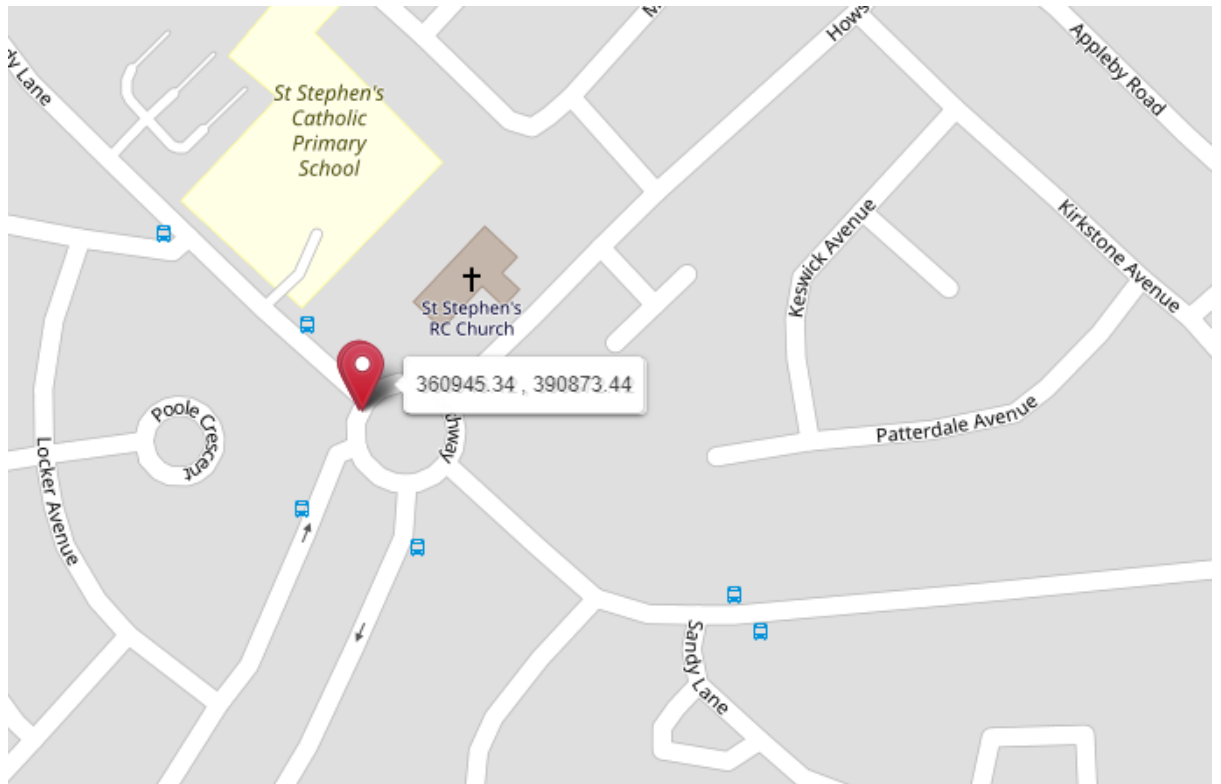 dy Lane
St Stephen's
Catholic
Primary
School
Hows
Appleby Road
Keswick Avenue
Kirkstone Avenue
St Stephen's
RC Church
360945.34 , 390873.44
hway
Poole Crescent
Locker Avenue
Patterdale Avenue
Sandy Lane